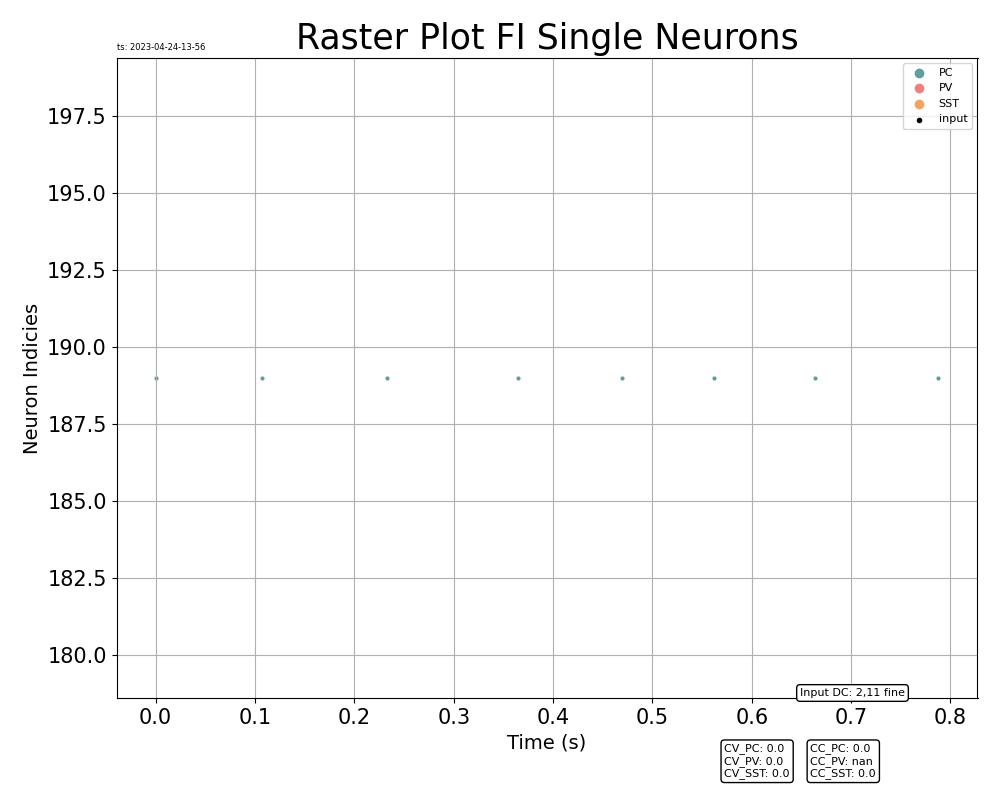 Raster Plot FI Single Neurons
ts: 2023-04-24-13-56
PC
PV
SST
input
197.5
195.0
192.5
190.0
187.5
185.0
182.5
180.0
Neuron Indicies
Input DC: 2,11 fine
0.0 0.1 0.2 0.3 0.4 0.5 0.6 0.7 0.8
Time (s)
CV_PC: 0.0
CV_PV: 0.0
CV_SST: 0.0
CC_PC: 0.0
CC_PV: nan
CC_SST: 0.0